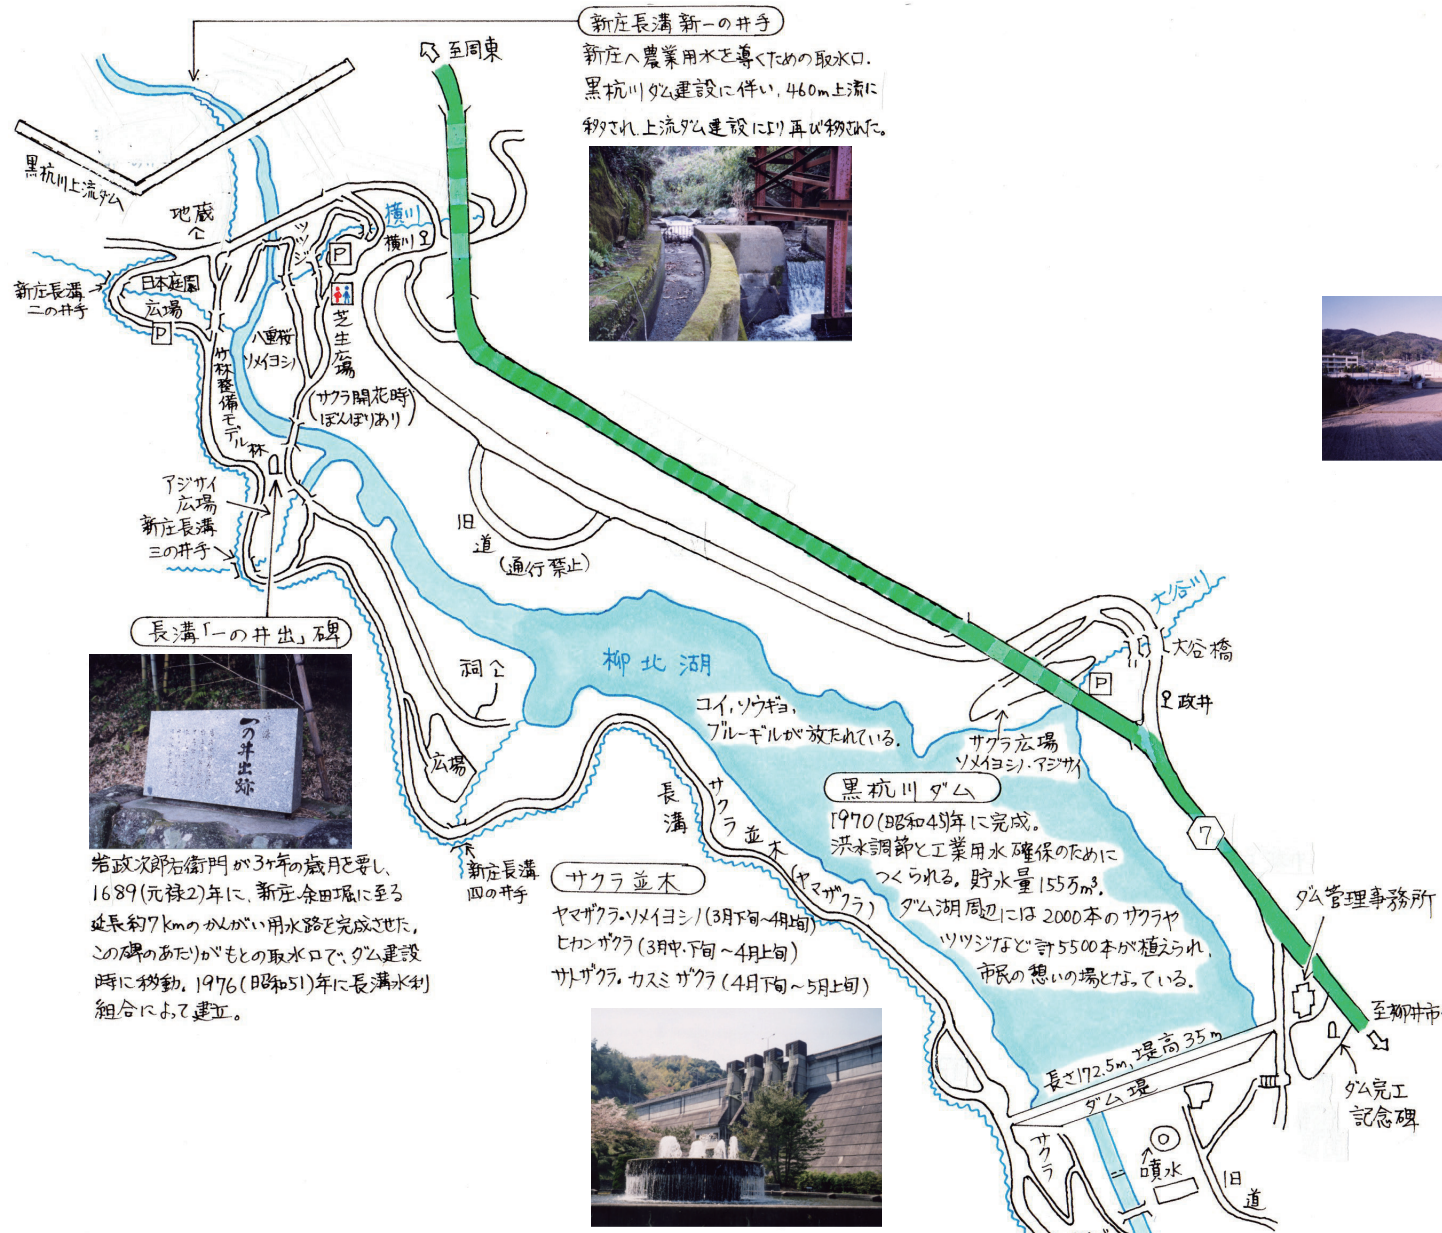 新庄長溝 新一の井手
新庄へ農業用水を導くための取水口.
黒杭川ダム建設に伴い、460m上流に
移され、上流ダム建設により再び移された。
至周東
黒杭川上流ダム
地蔵
ツツジ
横川
横川
P
新庄長溝
二の井手
日本庭園
広場
P
八重桜
ソメイヨシノ
芝生広場
(サクラ開花時
ぼんぼりあり)
竹林整備モデル林
アジサイ
広場
新庄長溝
三の井手
旧道
(通行禁止)
大谷川
大谷橋
P
政井
長溝「一の井出」碑
一の井出跡
岩政次郎右衛門が3ヶ年の歳月を要し、
1689(元禄2)年に、新庄-余田堀に至る
延長約7kmのかんがい用水路を完成させた。
この碑のあたりがもとの取水口で、ダム建設
時に移動。1976(昭和51)年に長溝水利
組合によって建立。
祠
広場
柳北湖
コイ,ソウギョ,
ブルーギルが放たれている.
サクラ広場
ソメイヨシノ・アジサイ
長溝
サクラ並木(ヤマザクラ)
新庄長溝
四の井手
黒杭川ダム
1970(昭和45)年に完成。
洪水調節と工業用水確保のために
つくられる。貯水量155万m³。
ダム湖周辺には2000本のサクラや
ツツジなど計5500本が植えられ、
市民の憩いの場となっている。
サクラ並木
ヤマザクラ・ソメイヨシノ(3月下旬~4月上旬)
ヒカンザクラ(3月中・下旬~4月上旬)
サトザクラ・カスミザクラ(4月下旬~5月上旬)
7
ダム管理事務所
至柳井市
ダム完工
記念碑
長さ172.5m,堤高35m
ダム堤
サクラ
噴水
旧道